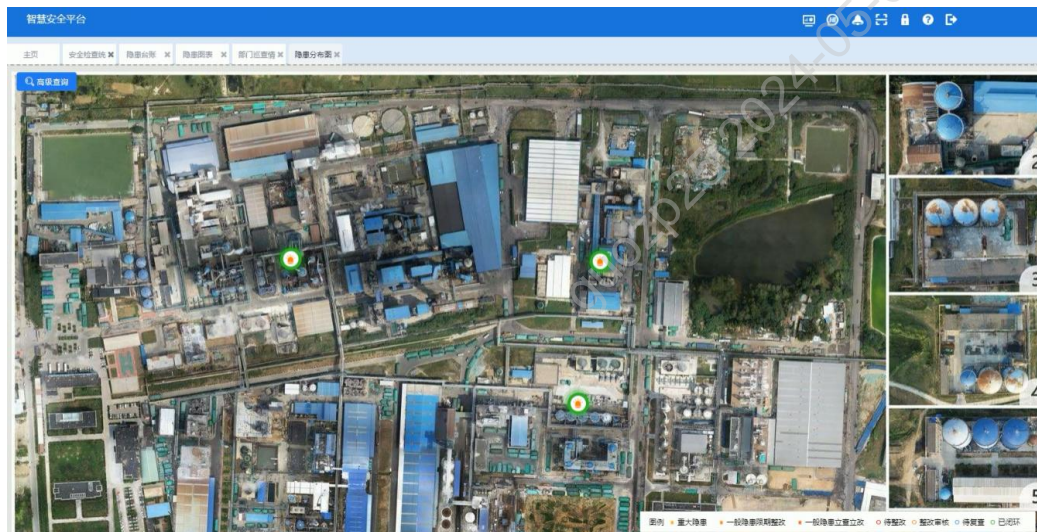 智慧安全平台
主页 安全检查统 隐患台账 隐患图表 部门巡查值 隐患分布图
高级查询
2
3
4
5
图例 重大隐患 一般隐患限期整改 一般隐患立查立改 待整改 整改审核 待复查 已闭环